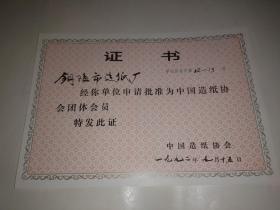 证书
铜陵市造纸厂
经你单位申请批准为中国造纸协
会团体会员
特发此证
中国造纸协会
一九九二年九月十五日